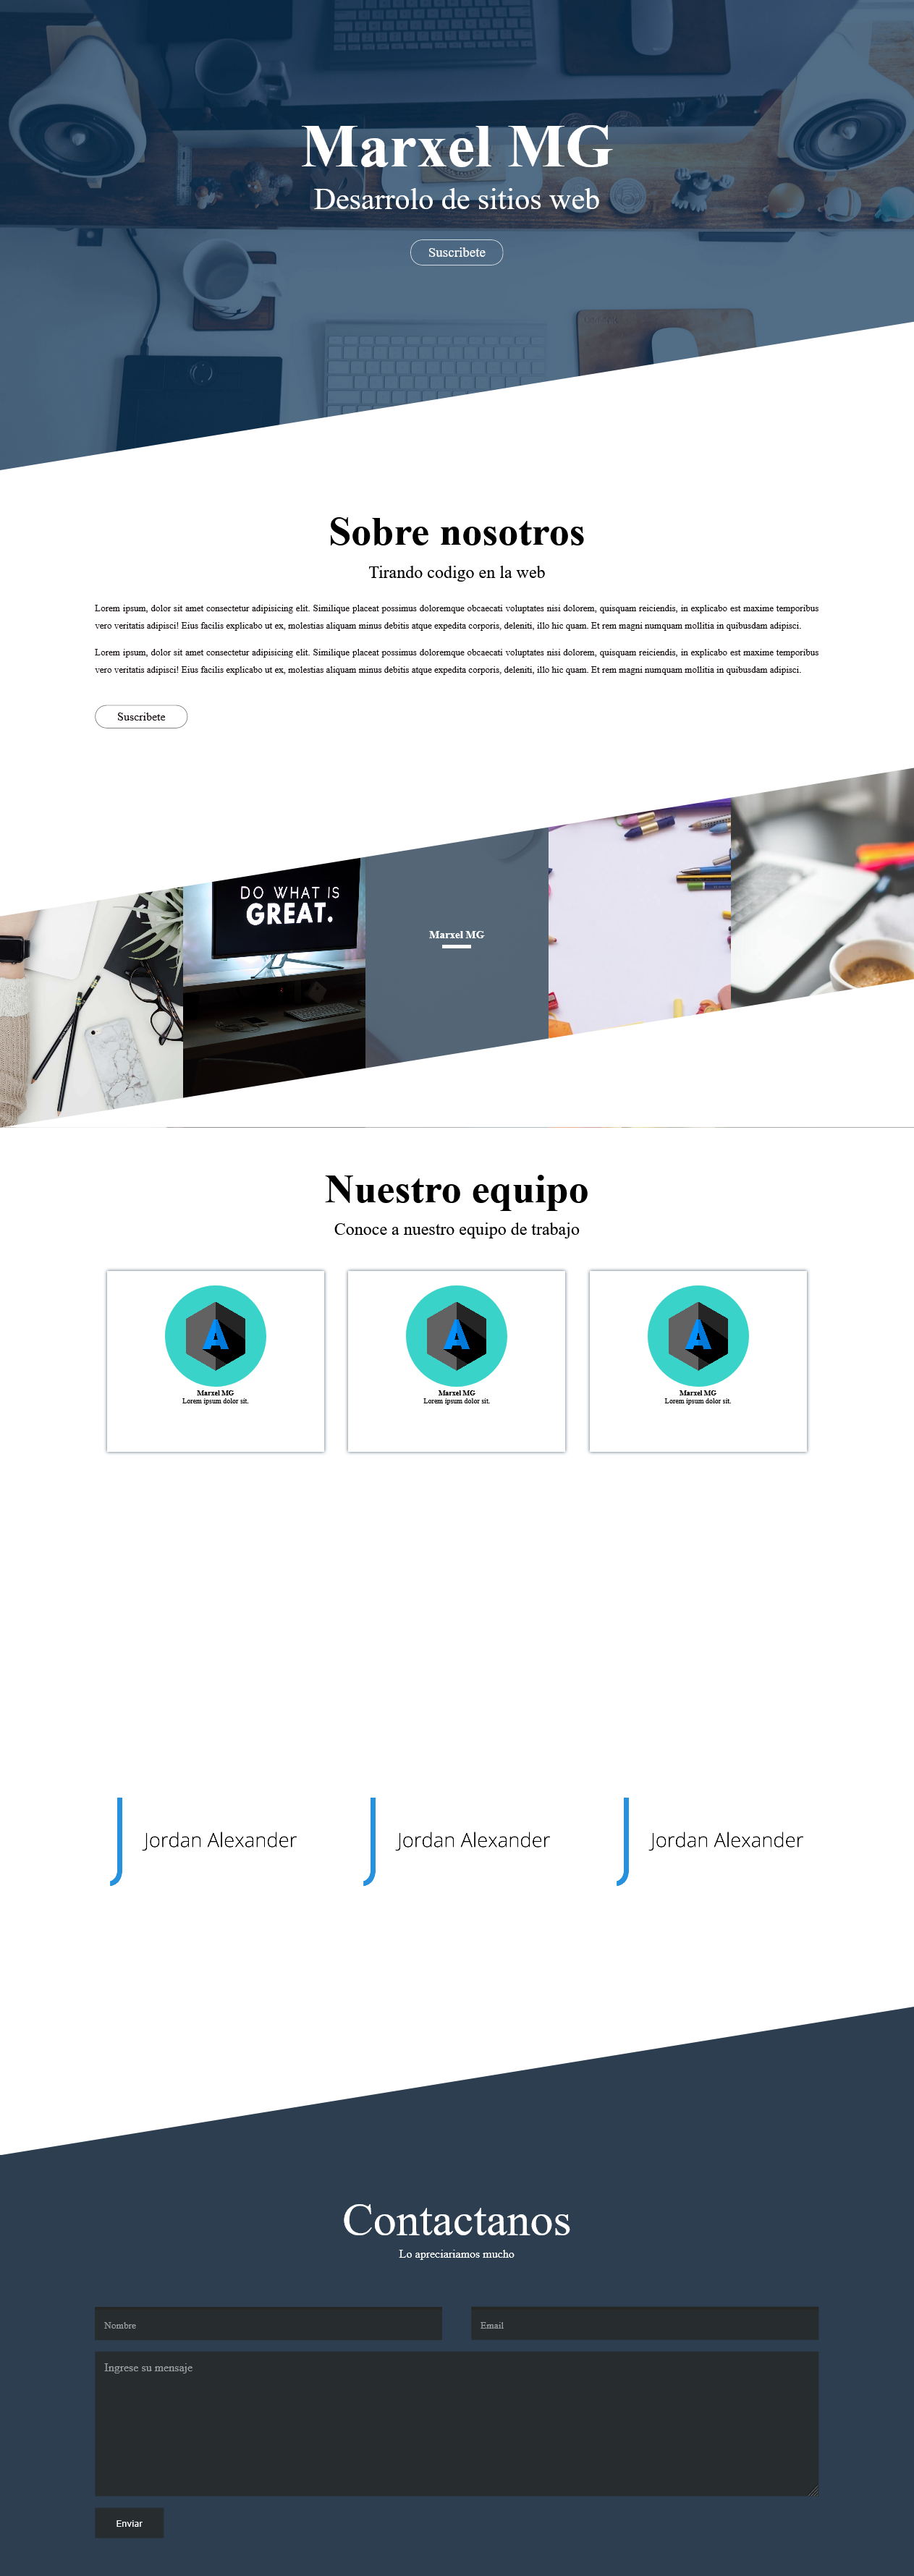 Marxel MG
Desarrolo de sitios web
Suscribete
Sobre nosotros
Tirando codigo en la web
Lorem ipsum, dolor sit amet consectetur adipisicing elit. Similique placeat possimus doloremque obcaecati voluptates nisi dolorem, quisquam reiciendis, in explicabo est maxime temporibus
vero veritatis adipisci! Eius facilis explicabo ut ex, molestias aliquam minus debitis atque expedita corporis, deleniti, illo hic quam. Et rem magni numquam mollitia in quibusdam adipisci.
Lorem ipsum, dolor sit amet consectetur adipisicing elit. Similique placeat possimus doloremque obcaecati voluptates nisi dolorem, quisquam reiciendis, in explicabo est maxime temporibus
vero veritatis adipisci! Eius facilis explicabo ut ex, molestias aliquam minus debitis atque expedita corporis, deleniti, illo hic quam. Et rem magni numquam mollitia in quibusdam adipisci.
Suscribete
DO WHAT IS
GREAT.
Marxel MG
Nuestro equipo
Conoce a nuestro equipo de trabajo
A
Marxel MG
Lorem ipsum dolor sit.
A
Marxel MG
Lorem ipsum dolor sit.
A
Marxel MG
Lorem ipsum dolor sit.
Jordan Alexander
Jordan Alexander
Jordan Alexander
Contactanos
Lo apreciariamos mucho
Nombre
Email
Ingrese su mensaje
Enviar